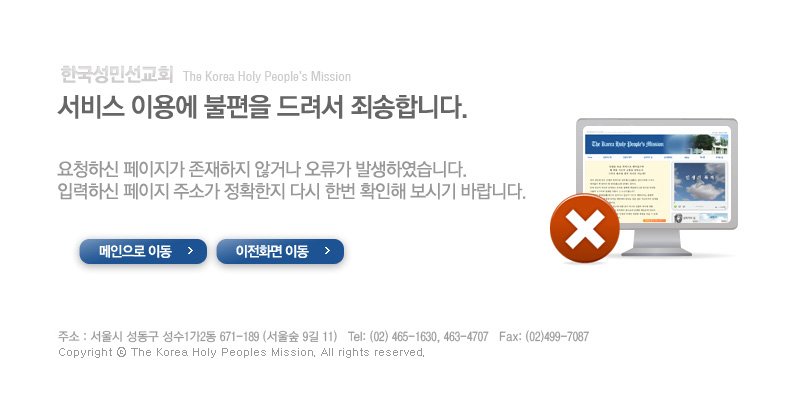 한국성민선교회 The Korea Holy People's Mission
서비스 이용에 불편을 드려서 죄송합니다.
요청하신 페이지가 존재하지 않거나 오류가 발생하였습니다.
입력하신 페이지 주소가 정확한지 다시 한번 확인해 보시기 바랍니다.
The Korea Holy People's Mission
메인으로 이동 >
이전화면 이동 >
주소 : 서울시 성동구 성수1가2동 671-189 (서울숲 9길 11) Tel: (02) 465-1630, 463-4707 Fax: (02)499-7087
Copyright ⓒ The Korea Holy Peoples Mission. All rights reserved.